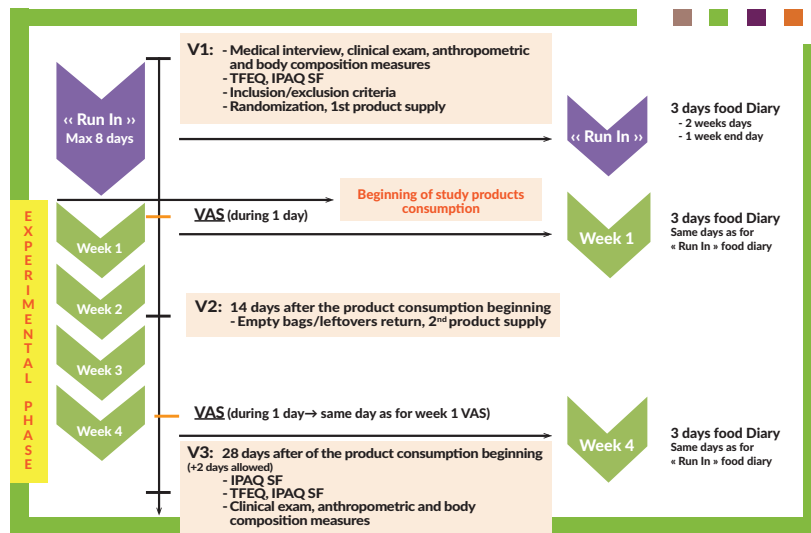 V1: - Medical interview, clinical exam, anthropometric
and body composition measures
- TFEQ, IPAQ SF
- Inclusion/exclusion criteria
- Randomization, 1st product supply
‹‹ Run In ››
Max 8 days
‹‹ Run In ››
3 days food Diary
- 2 weeks days
- 1 week end day
Beginning of study products
consumption
EXPERIMENTAL PHASE
VAS (during 1 day)
Week 1
Week 1
3 days food Diary
Same days as for
« Run In » food diary
Week 2
V2: 14 days after the product consumption beginning
- Empty bags/leftovers return, 2nd product supply
Week 3
Week 4
VAS (during 1 day→ same day as for week 1 VAS)
Week 4
3 days food Diary
Same days as for
« Run In » food diary
V3: 28 days after of the product consumption beginning
(+2 days allowed)
- IPAQ SF
- TFEQ, IPAQ SF
- Clinical exam, anthropometric and body
composition measures